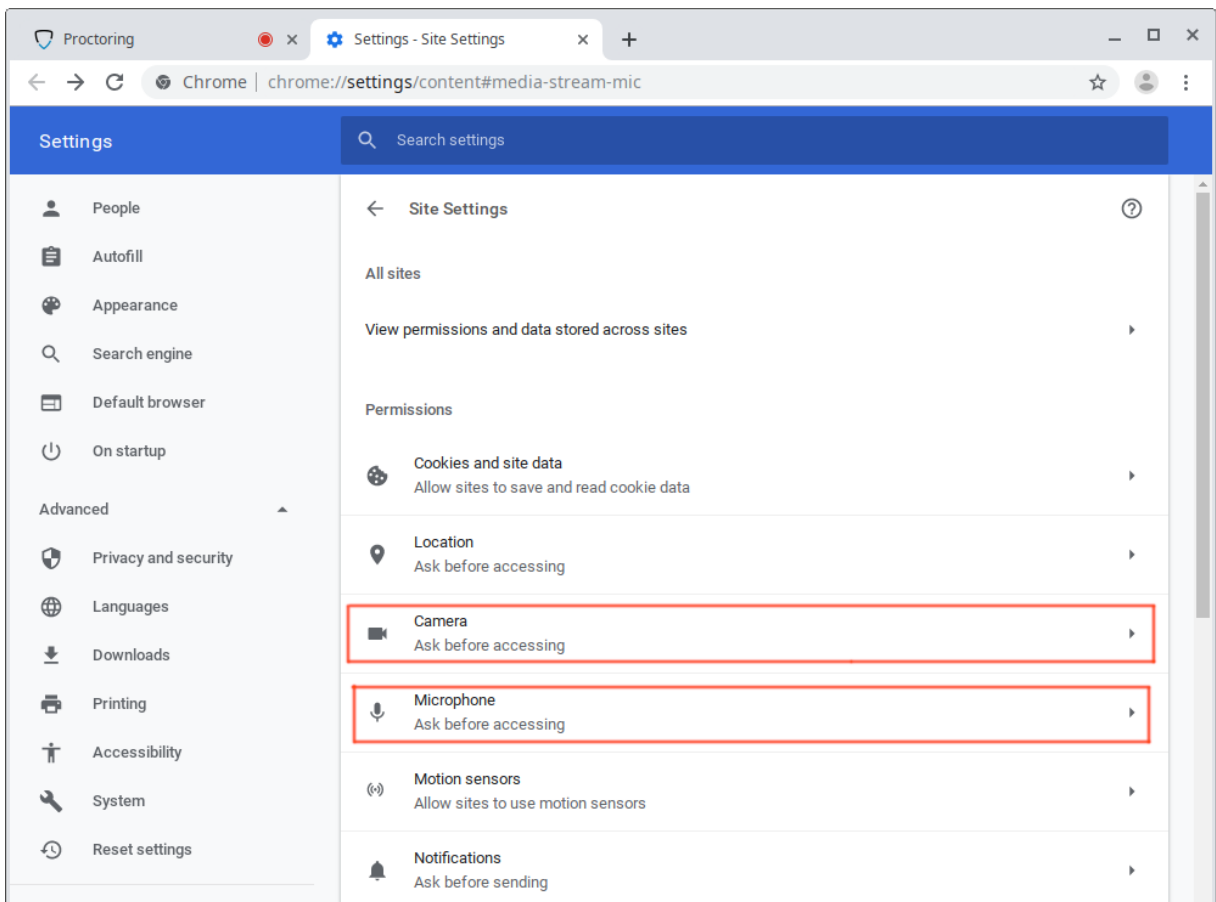 Proctoring
Settings - Site Settings
Chrome | chrome://settings/content#media-stream-mic
Settings
Search settings
People
Autofill
Appearance
Search engine
Default browser
On startup
Advanced
Privacy and security
Languages
Downloads
Printing
Accessibility
System
Reset settings
Site Settings
All sites
View permissions and data stored across sites
Permissions
Cookies and site data
Allow sites to save and read cookie data
Location
Ask before accessing
Camera
Ask before accessing
Microphone
Ask before accessing
Motion sensors
Allow sites to use motion sensors
Notifications
Ask before sending